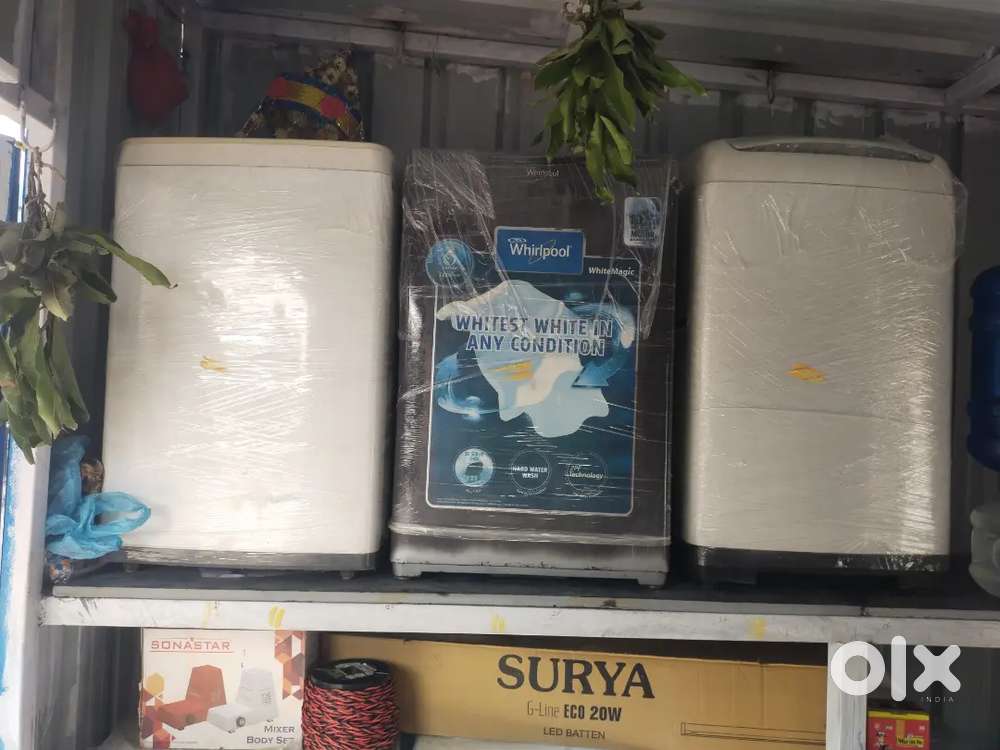 Whirlpool
Whirlpool
WhiteMagic
WHITEST WHITE IN
ANY CONDITION
HARD WATER
WASH
Technology
SONASTAR
MIXER
BODY SET
SURYA
G-Line ECO 20W
LED BATTEN
olx
INDIA